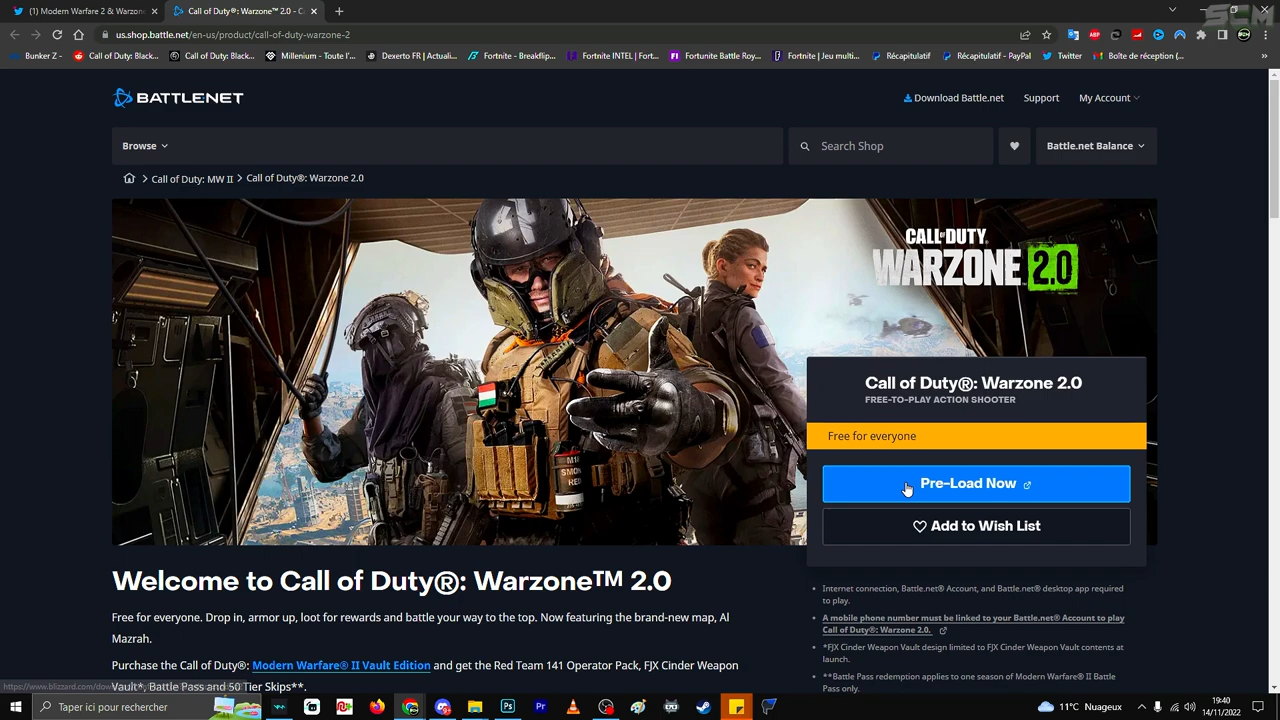 (1) Modern Warfare 2 & Warzone
Call of Duty®: Warzone™ 2.0 - C
us.shop.battle.net/en-us/product/call-of-duty-warzone-2
Bunker Z -
Call of Duty: Black...
Call of Duty: Black...
Millenium - Toute l'i...
Dexerto FR | Actuali...
Fortnite - Breakflip...
Fortnite INTEL | Fort...
Fortnite Battle Roy...
Fortnite | Jeu multi...
Récapitulatif
Récapitulatif - PayPal
Twitter
Boîte de réception (...
BATTLE.NET
Download Battle.net
Support
My Account
Browse
Search Shop
Battle.net Balance
Call of Duty: MW II
Call of Duty®: Warzone 2.0
CALL OF DUTY
WARZONE 2.0
Call of Duty®: Warzone 2.0
FREE-TO-PLAY ACTION SHOOTER
Free for everyone
Pre-Load Now
Add to Wish List
Welcome to Call of Duty®: Warzone™ 2.0
Free for everyone. Drop in, armor up, loot for rewards and battle your way to the top. Now featuring the brand-new map, Al
Mazrah.
Purchase the Call of Duty®: Modern Warfare® II Vault Edition and get the Red Team 141 Operator Pack, FJX Cinder Weapon
Vault*, Battle Pass and 50 Tier Skips**.
• Internet connection, Battle.net® Account, and Battle.net® desktop app required
to play.
• A mobile phone number must be linked to your Battle.net® Account to play
Call of Duty®: Warzone 2.0.
• *FJX Cinder Weapon Vault design limited to FJX Cinder Weapon Vault contents at
launch.
• **Battle Pass redemption applies to one season of Modern Warfare® II Battle
Pass only.
https://www.blizzard.com/dow
Taper ici pour rechercher
11°C Nuageux
19:40
14/11/2022